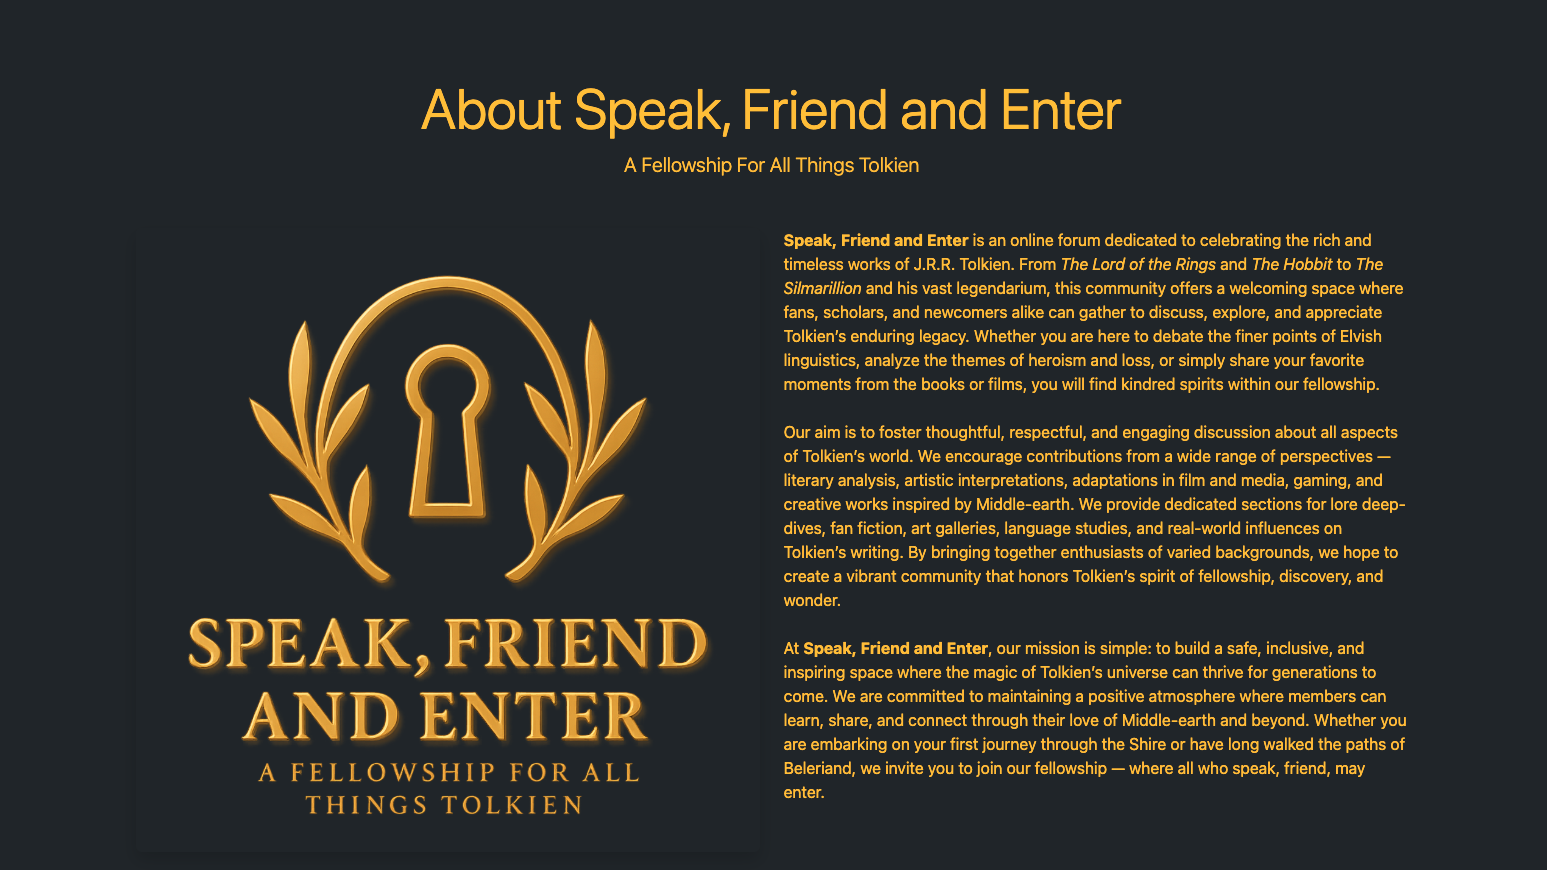 About Speak, Friend and Enter
A Fellowship For All Things Tolkien
SPEAK, FRIEND
AND ENTER
A FELLOWSHIP FOR ALL
THINGS TOLKIEN
Speak, Friend and Enter is an online forum dedicated to celebrating the rich and
timeless works of J.R.R. Tolkien. From The Lord of the Rings and The Hobbit to The
Silmarillion and his vast legendarium, this community offers a welcoming space where
fans, scholars, and newcomers alike can gather to discuss, explore, and appreciate
Tolkien’s enduring legacy. Whether you are here to debate the finer points of Elvish
linguistics, analyze the themes of heroism and loss, or simply share your favorite
moments from the books or films, you will find kindred spirits within our fellowship.
Our aim is to foster thoughtful, respectful, and engaging discussion about all aspects
of Tolkien’s world. We encourage contributions from a wide range of perspectives —
literary analysis, artistic interpretations, adaptations in film and media, gaming, and
creative works inspired by Middle-earth. We provide dedicated sections for lore deep-
dives, fan fiction, art galleries, language studies, and real-world influences on
Tolkien’s writing. By bringing together enthusiasts of varied backgrounds, we hope to
create a vibrant community that honors Tolkien’s spirit of fellowship, discovery, and
wonder.
At Speak, Friend and Enter, our mission is simple: to build a safe, inclusive, and
inspiring space where the magic of Tolkien’s universe can thrive for generations to
come. We are committed to maintaining a positive atmosphere where members can
learn, share, and connect through their love of Middle-earth and beyond. Whether you
are embarking on your first journey through the Shire or have long walked the paths of
Beleriand, we invite you to join our fellowship — where all who speak, friend, may
enter.